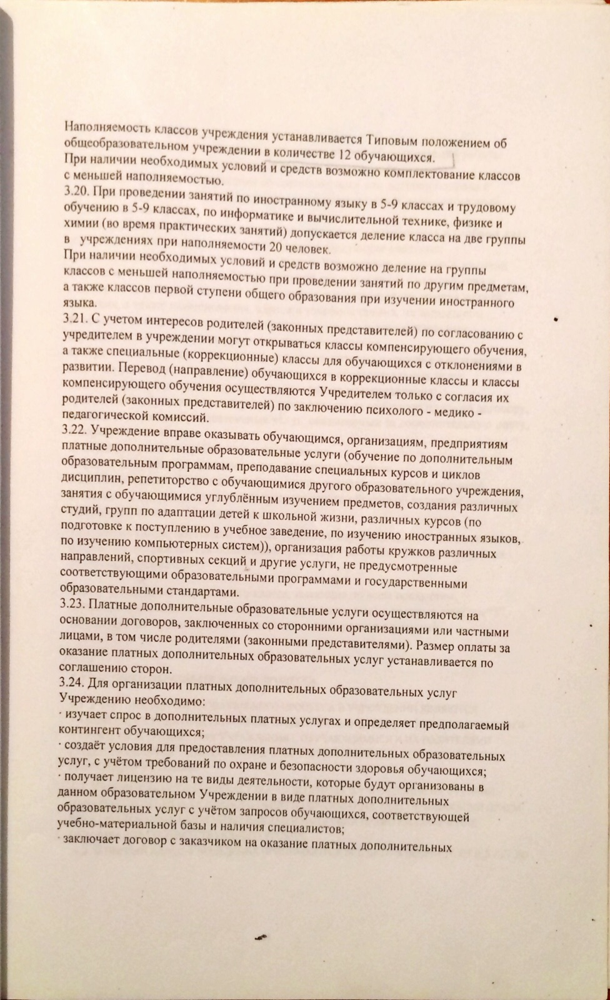 Наполняемость классов учреждения устанавливается Типовым положением об
общеобразовательном учреждении в количестве 12 обучающихся.
При наличии необходимых условий и средств возможно комплектование классов
с меньшей наполняемостью.
3.20. При проведении занятий по иностранному языку в 5-9 классах и трудовому
обучению в 5-9 классах, по информатике и вычислительной технике, физике и
химии (во время практических занятий) допускается деление класса на две группы
в учреждениях при наполняемости 20 человек.
При наличии необходимых условий и средств возможно деление на группы
классов с меньшей наполняемостью при проведении занятий по другим предметам,
а также классов первой ступени общего образования при изучении иностранного
языка.
3.21. С учетом интересов родителей (законных представителей) по согласованию с
учредителем в учреждении могут открываться классы компенсирующего обучения,
а также специальные (коррекционные) классы для обучающихся с отклонениями в
развитии. Перевод (направление) обучающихся в коррекционные классы и классы
компенсирующего обучения осуществляются Учредителем только с согласия их
родителей (законных представителей) по заключению психолого - медико -
педагогической комиссий.
3.22. Учреждение вправе оказывать обучающимся, организациям, предприятиям
платные дополнительные образовательные услуги (обучение по дополнительным
образовательным программам, преподавание специальных курсов и циклов
дисциплин, репетиторство с обучающимися другого образовательного учреждения,
занятия с обучающимися углублённым изучением предметов, создания различных
студий, групп по адаптации детей к школьной жизни, различных курсов (по
подготовке к поступлению в учебное заведение, по изучению иностранных языков,
по изучению компьютерных систем)), организация работы кружков различных
направлений, спортивных секций и другие услуги, не предусмотренные
соответствующими образовательными программами и государственными
образовательными стандартами.
3.23. Платные дополнительные образовательные услуги осуществляются на
основании договоров, заключенных со сторонними организациями или частными
лицами, в том числе родителями (законными представителями). Размер оплаты за
оказание платных дополнительных образовательных услуг устанавливается по
соглашению сторон.
3.24. Для организации платных дополнительных образовательных услуг
Учреждению необходимо:
· изучает спрос в дополнительных платных услугах и определяет предполагаемый
контингент обучающихся;
· создаёт условия для предоставления платных дополнительных образовательных
услуг, с учётом требований по охране и безопасности здоровья обучающихся;
· получает лицензию на те виды деятельности, которые будут организованы в
данном образовательном Учреждении в виде платных дополнительных
образовательных услуг с учётом запросов обучающихся, соответствующей
учебно-материальной базы и наличия специалистов;
· заключает договор с заказчиком на оказание платных дополнительных